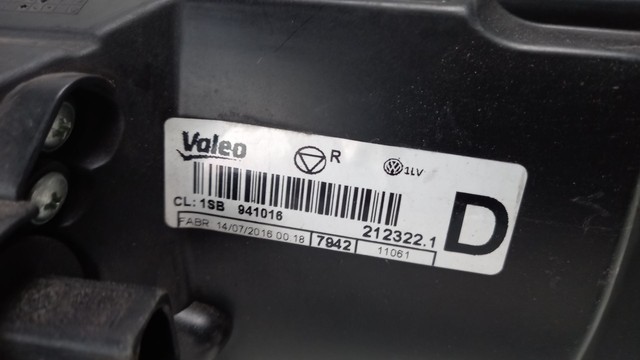 Valeo R 1LV
CL: 1SB 941016 212322.1 D
FABR 14/07/2016 00 18 7942 11061